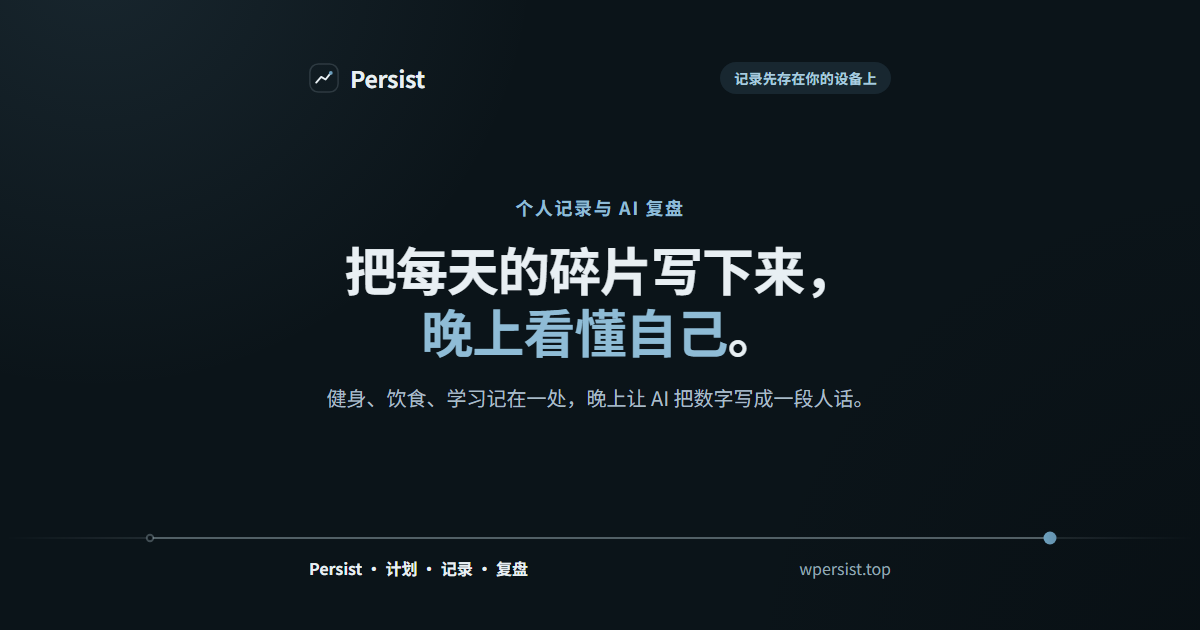 Persist
记录先存在你的设备上
个人记录与 AI 复盘
把每天的碎片写下来，
晚上看懂自己。
健身、饮食、学习记在一处，晚上让 AI 把数字写成一段人话。
Persist · 计划 · 记录 · 复盘
wpersist.top